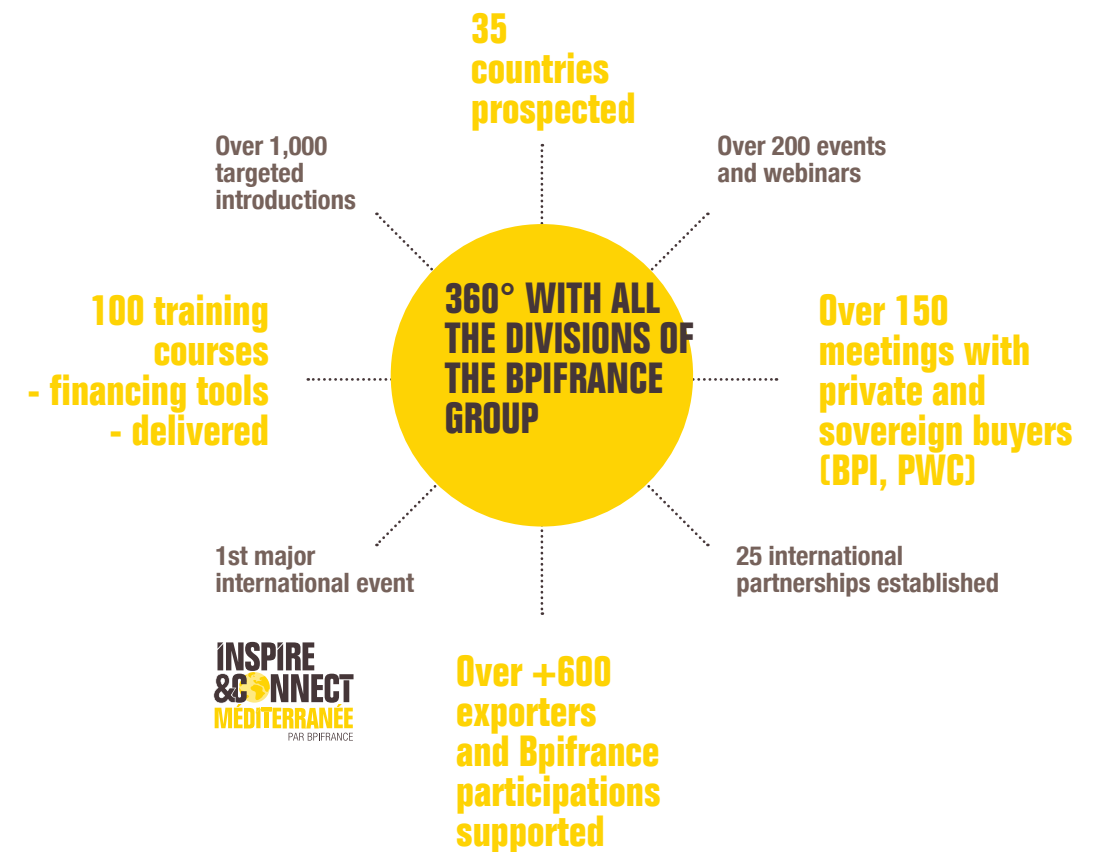 35
countries
prospected
Over 1,000
targeted
introductions
Over 200 events
and webinars
360° WITH ALL
THE DIVISIONS OF
THE BPIFRANCE
GROUP
100 training
courses
- financing tools
- delivered
Over 150
meetings with
private and
sovereign buyers
(BPI, PWC)
1st major
international event
25 international
partnerships established
INSPIRE
&CONNECT
MÉDITERRANÉE
PAR BPIFRANCE
Over +600
exporters
and Bpifrance
participations
supported